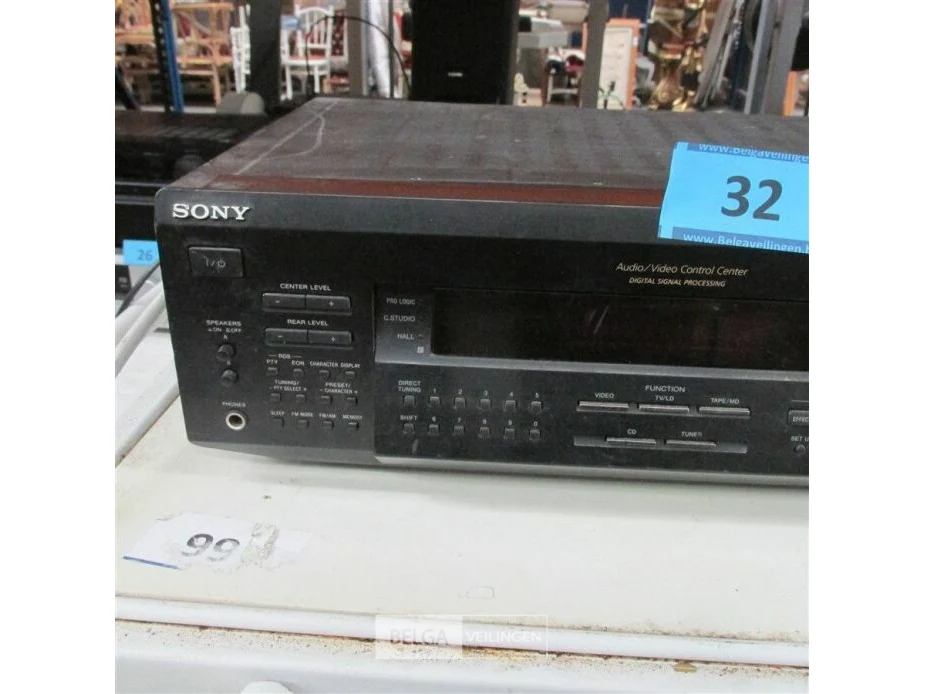 www.Belgaveilingen
32
www.Belgaveilingen.b
SONY
26
I/⏻
Audio/Video Control Center
DIGITAL SIGNAL PROCESSING
CENTER LEVEL
- +
PRO LOGIC
C.STUDIO
HALL
SPEAKERS
REAR LEVEL
- +
RDS
PTY EON CHARACTER DISPLAY
TUNING/ PRESET/
- PTY SELECT + - CHARACTER +
PHONES
SLEEP FM MODE FM/AM MEMORY
DIRECT
TUNING 1 2 3 4 5
SHIFT 6 7 8 9 0
FUNCTION
VIDEO TV/LD TAPE/MD
CD TUNER
EFFEC
SET U
99
BELGA VEILINGEN